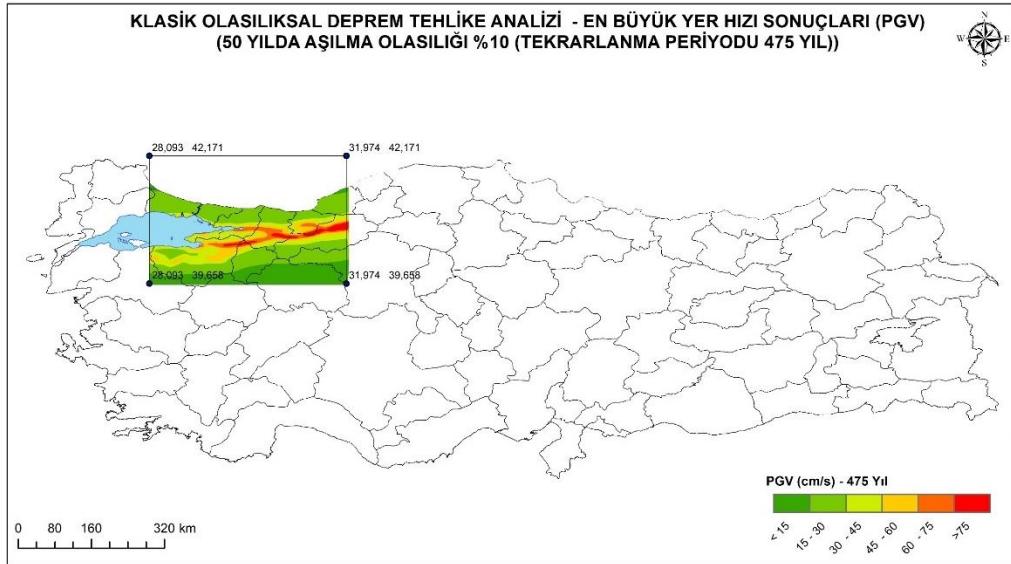 KLASİK OLASILIKSAL DEPREM TEHLİKE ANALİZİ - EN BÜYÜK YER HIZI SONUÇLARI (PGV)
(50 YILDA AŞILMA OLASILIĞI %10 (TEKRARLANMA PERİYODU 475 YIL))
N
W E
S
28,093 42,171
31,974 42,171
28,093 39,658
31,974 39,658
PGV (cm/s) - 475 Yıl
< 15
15 - 30
30 - 45
45 - 60
60 - 75
>75
0 80 160 320 km